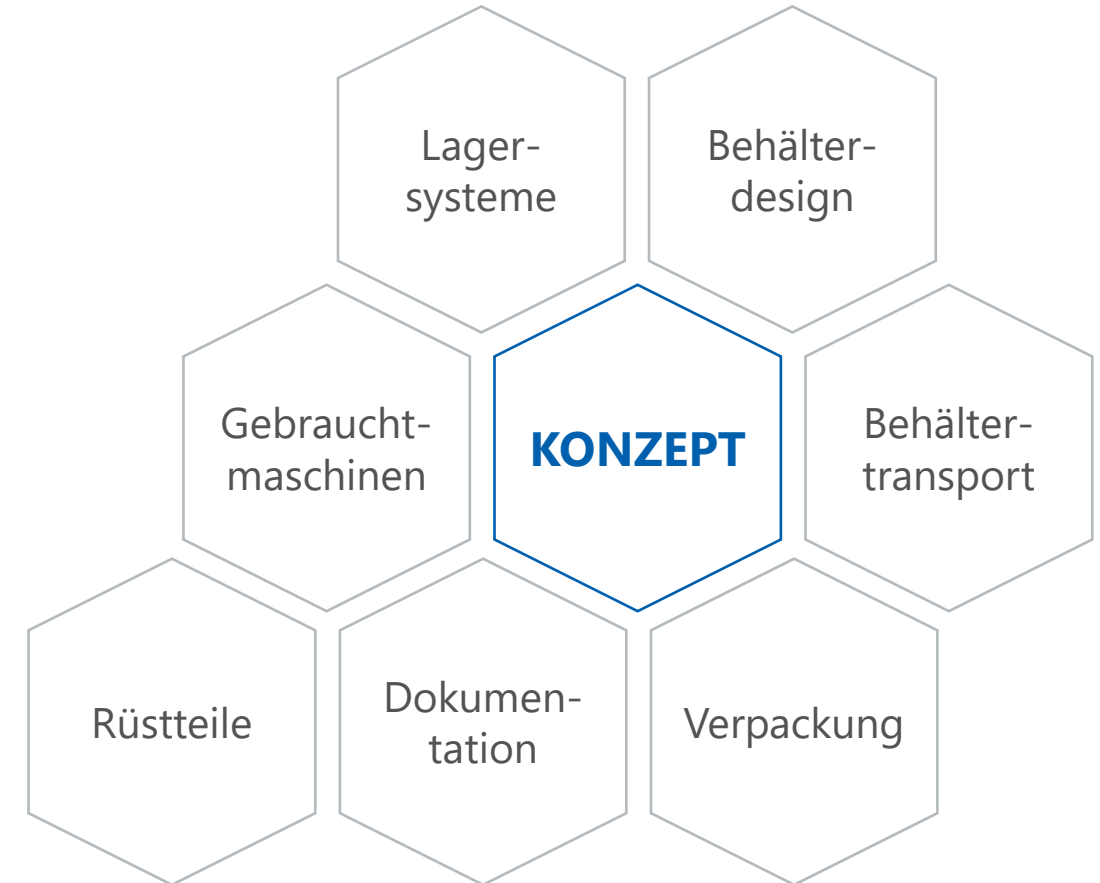 Lager-
systeme
Behälter-
design
Gebraucht-
maschinen
KONZEPT
Behälter-
transport
Rüstteile
Dokumen-
tation
Verpackung